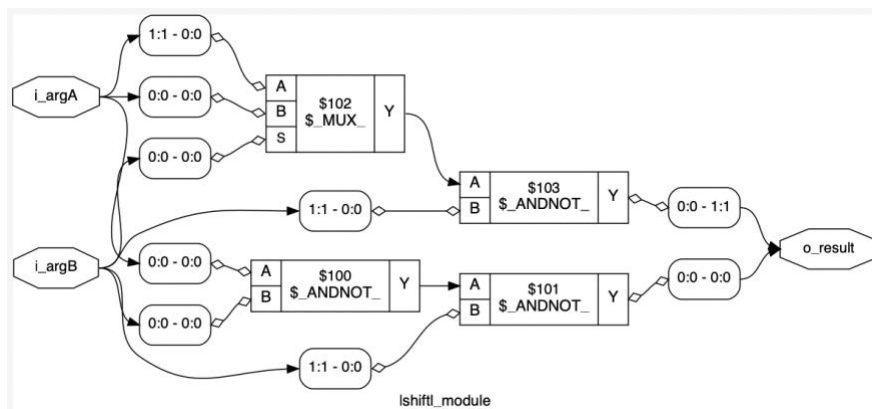 1:1 - 0:0
i_argA
0:0 - 0:0
0:0 - 0:0
A
B
S
$102
$_MUX_
Y
i_argB
1:1 - 0:0
A
B
$103
$_ANDNOT_
Y
0:0 - 1:1
0:0 - 0:0
0:0 - 0:0
A
B
$100
$_ANDNOT_
Y
1:1 - 0:0
A
B
$101
$_ANDNOT_
Y
0:0 - 0:0
o_result
lshiftl_module